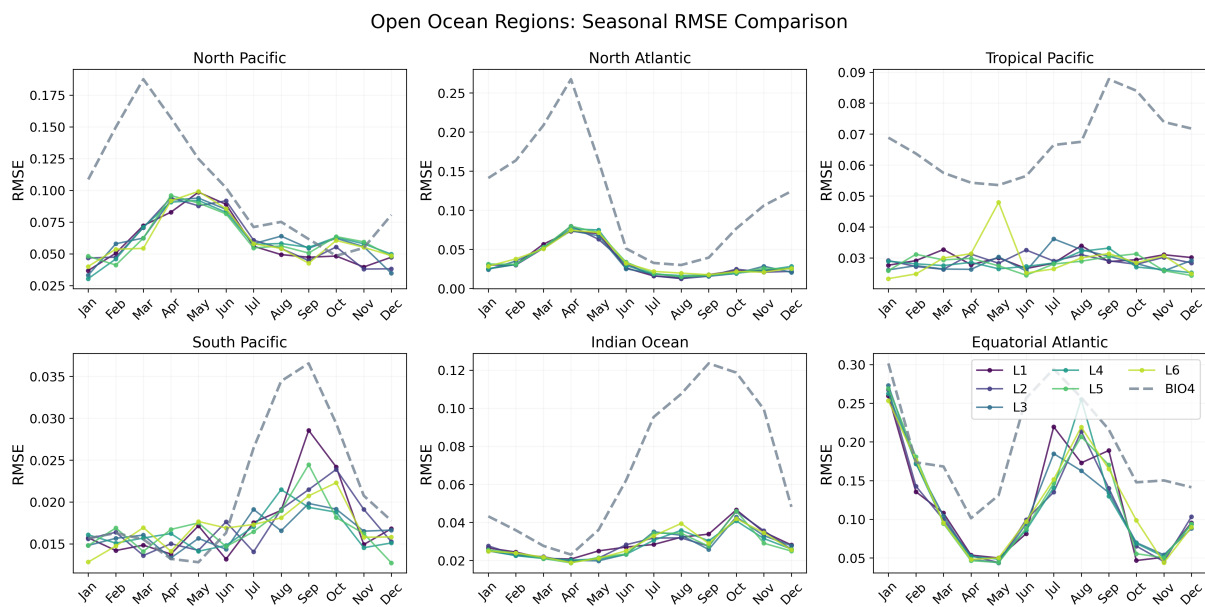 Open Ocean Regions: Seasonal RMSE Comparison
North Pacific
RMSE
0.175
0.150
0.125
0.100
0.075
0.050
0.025
Jan Feb Mar Apr May Jun Jul Aug Sep Oct Nov Dec
North Atlantic
RMSE
0.25
0.20
0.15
0.10
0.05
0.00
Jan Feb Mar Apr May Jun Jul Aug Sep Oct Nov Dec
Tropical Pacific
RMSE
0.09
0.08
0.07
0.06
0.05
0.04
0.03
Jan Feb Mar Apr May Jun Jul Aug Sep Oct Nov Dec
South Pacific
RMSE
0.035
0.030
0.025
0.020
0.015
Jan Feb Mar Apr May Jun Jul Aug Sep Oct Nov Dec
Indian Ocean
RMSE
0.12
0.10
0.08
0.06
0.04
0.02
Jan Feb Mar Apr May Jun Jul Aug Sep Oct Nov Dec
Equatorial Atlantic
RMSE
0.30
0.25
0.20
0.15
0.10
0.05
L1 L4 L6
L2 L5 BIO4
L3
Jan Feb Mar Apr May Jun Jul Aug Sep Oct Nov Dec